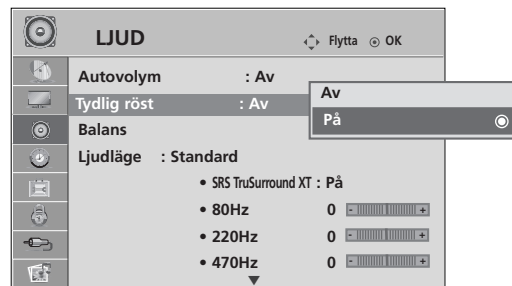 LJUD
Flytta OK
Autovolym : Av
Tydlig röst : Av
Av
På
Balans
Ljudläge : Standard
• SRS TruSurround XT : På
• 80Hz 0 - +
• 220Hz 0 - +
• 470Hz 0 - +